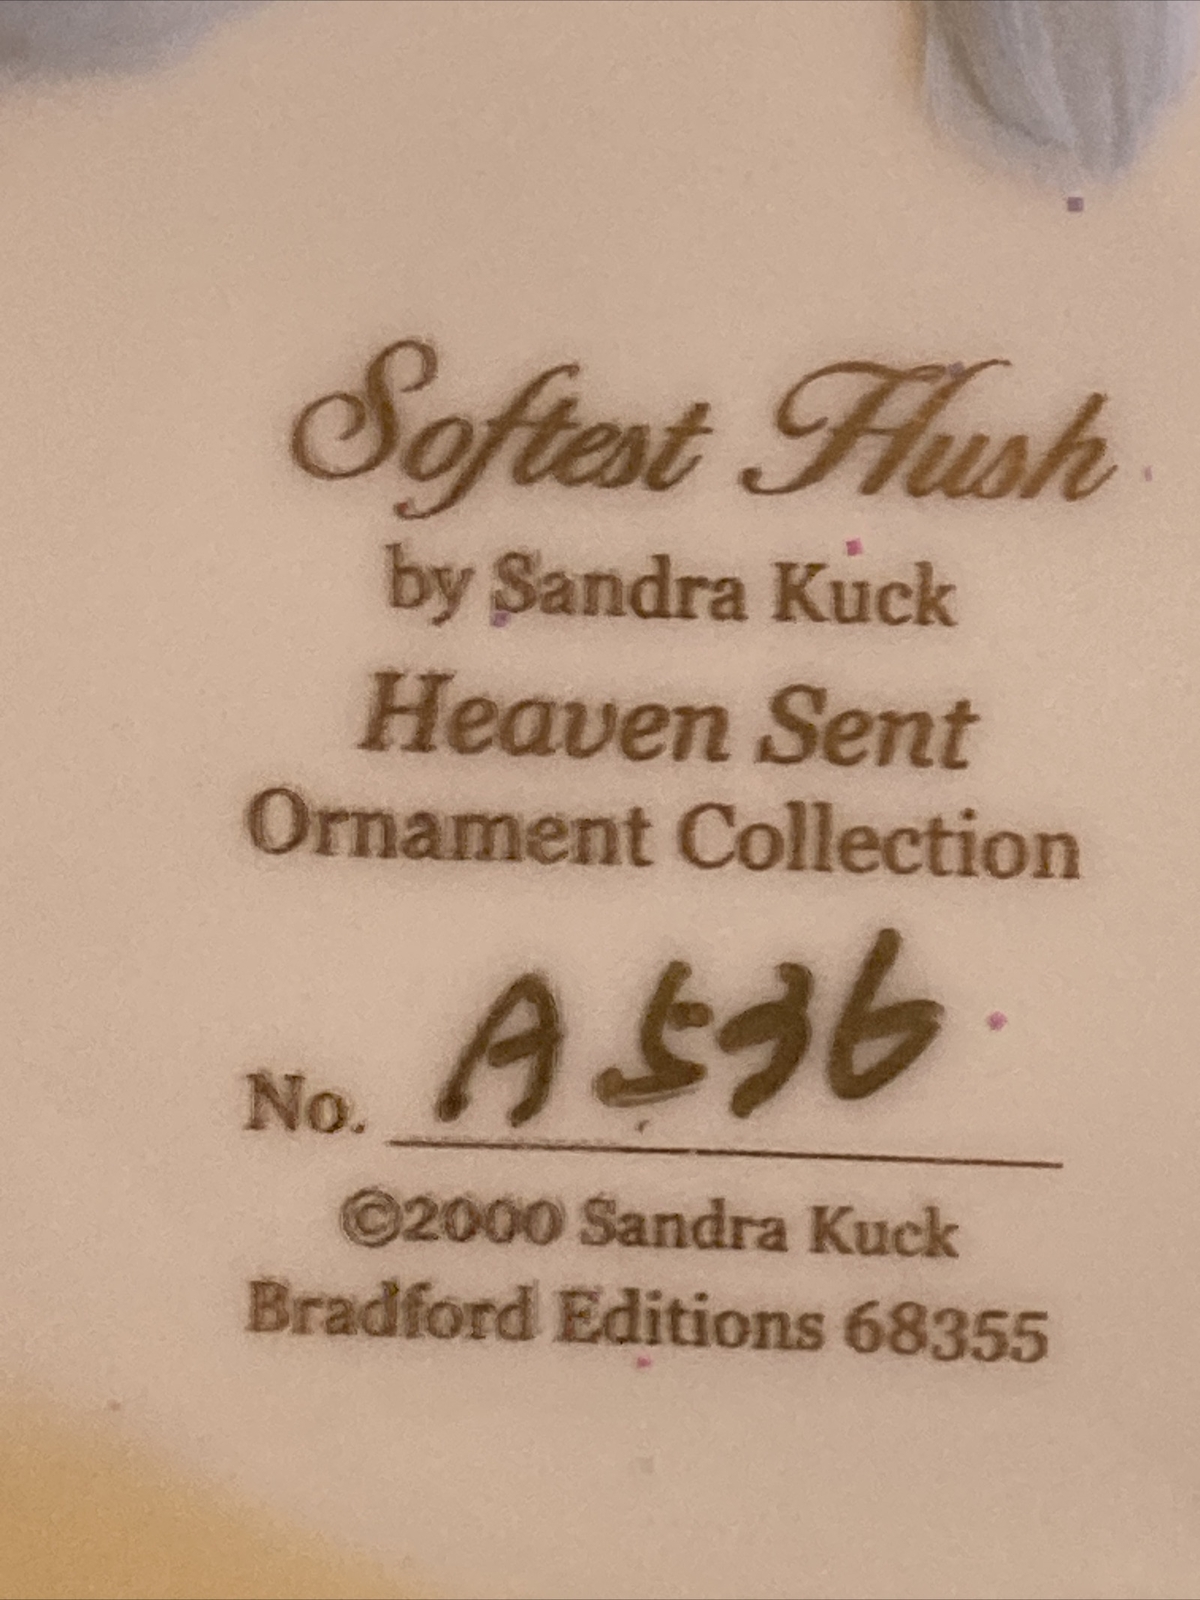 Softest Hush
by Sandra Kuck
Heaven Sent
Ornament Collection
No. A536
©2000 Sandra Kuck
Bradford Editions 68355